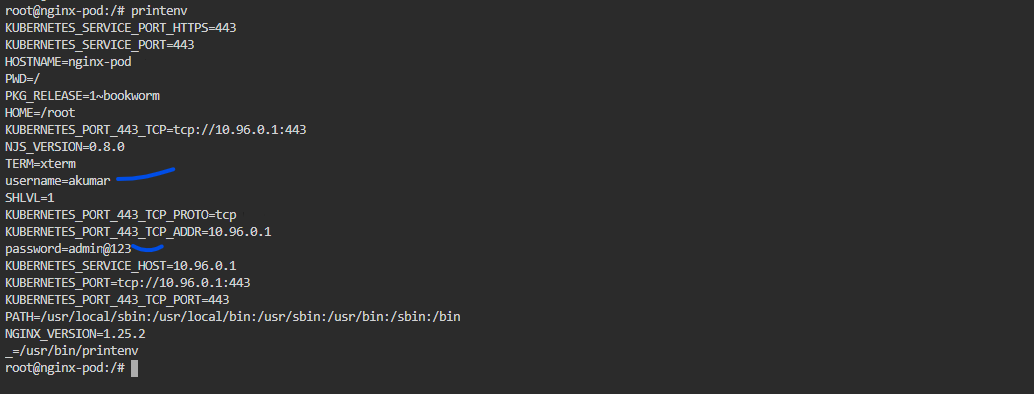 root@nginx-pod:/# printenv
KUBERNETES_SERVICE_PORT_HTTPS=443
KUBERNETES_SERVICE_PORT=443
HOSTNAME=nginx-pod
PWD=/
PKG_RELEASE=1~bookworm
HOME=/root
KUBERNETES_PORT_443_TCP=tcp://10.96.0.1:443
NJS_VERSION=0.8.0
TERM=xterm
username=akumar
SHLVL=1
KUBERNETES_PORT_443_TCP_PROTO=tcp
KUBERNETES_PORT_443_TCP_ADDR=10.96.0.1
password=admin@123
KUBERNETES_SERVICE_HOST=10.96.0.1
KUBERNETES_PORT=tcp://10.96.0.1:443
KUBERNETES_PORT_443_TCP_PORT=443
PATH=/usr/local/sbin:/usr/local/bin:/usr/sbin:/usr/bin:/sbin:/bin
NGINX_VERSION=1.25.2
_=/usr/bin/printenv
root@nginx-pod:/#